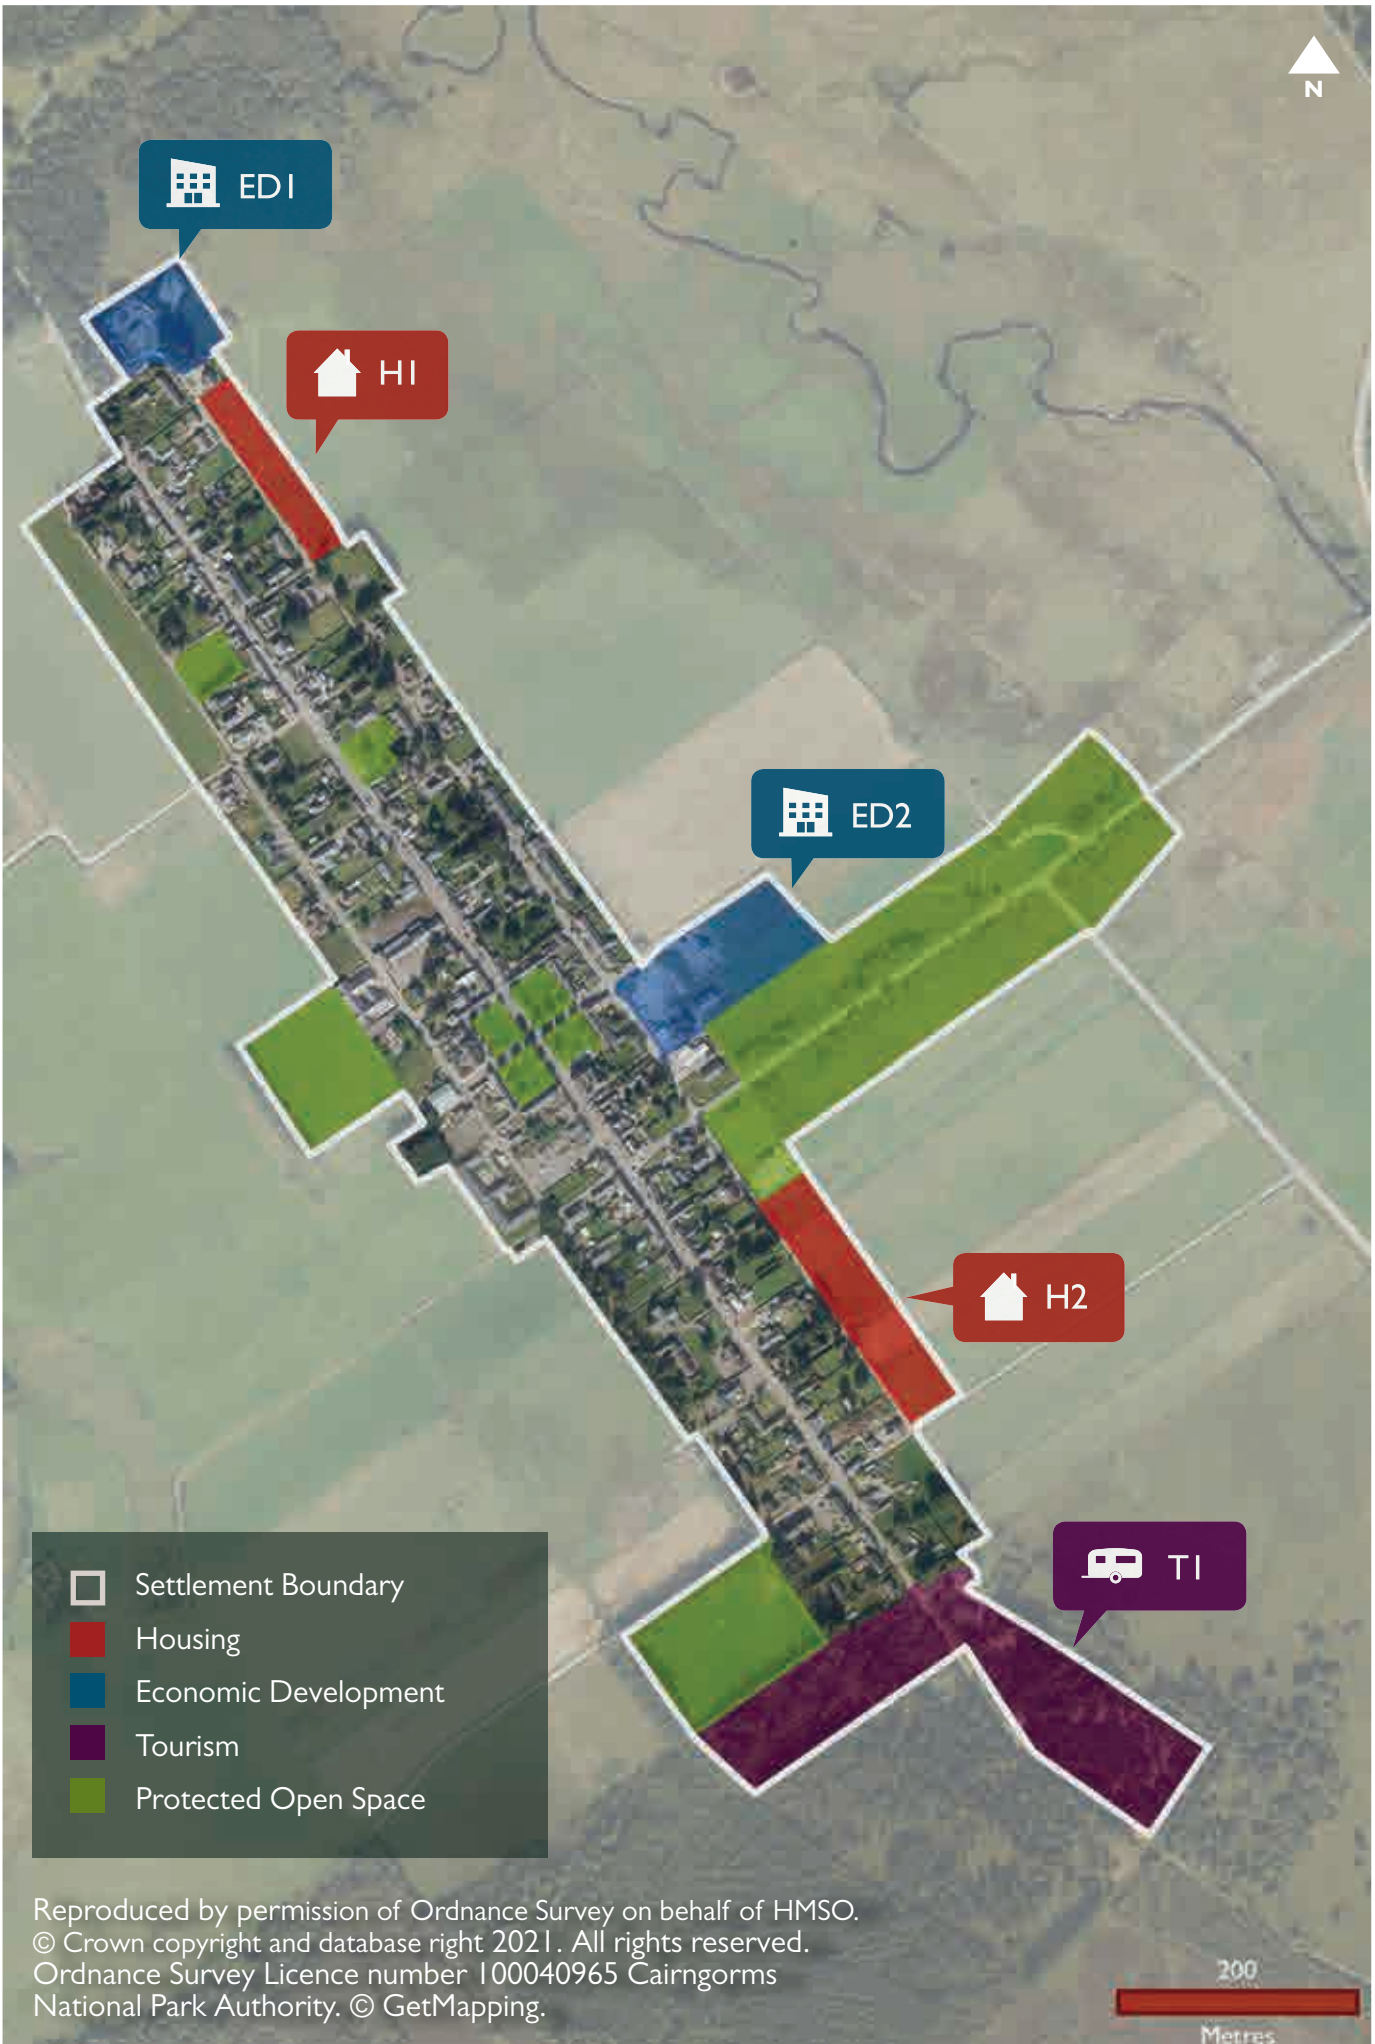 N
ED1
H1
ED2
H2
T1
Settlement Boundary
Housing
Economic Development
Tourism
Protected Open Space
Reproduced by permission of Ordnance Survey on behalf of HMSO.
© Crown copyright and database right 2021. All rights reserved.
Ordnance Survey Licence number 100040965 Cairngorms
National Park Authority. © GetMapping.
200
Metres